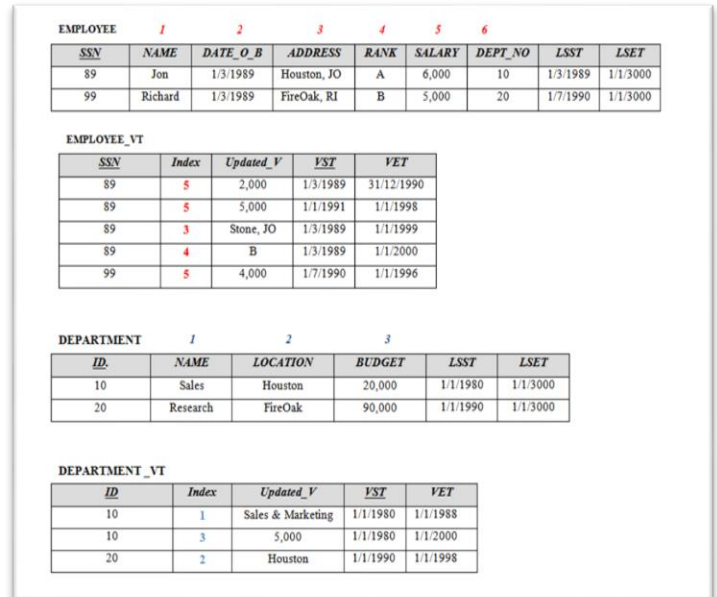 EMPLOYEE 1 2 3 4 5 6
SSN NAME DATE_O_B ADDRESS RANK SALARY DEPT_NO LSST LSET
89 Jon 1/3/1989 Houston, JO A 6,000 10 1/3/1989 1/1/3000
99 Richard 1/3/1989 FireOak, RI B 5,000 20 1/7/1990 1/1/3000
EMPLOYEE_VT
SSN Index Updated_V VST VET
89 5 2,000 1/3/1989 31/12/1990
89 5 5,000 1/1/1991 1/1/1998
89 3 Stone, JO 1/3/1989 1/1/1999
89 4 B 1/3/1989 1/1/2000
99 5 4,000 1/7/1990 1/1/1996
DEPARTMENT 1 2 3
ID. NAME LOCATION BUDGET LSST LSET
10 Sales Houston 20,000 1/1/1980 1/1/3000
20 Research FireOak 90,000 1/1/1990 1/1/3000
DEPARTMENT _VT
ID Index Updated_V VST VET
10 1 Sales & Marketing 1/1/1980 1/1/1988
10 3 5,000 1/1/1980 1/1/2000
20 2 Houston 1/1/1990 1/1/1998